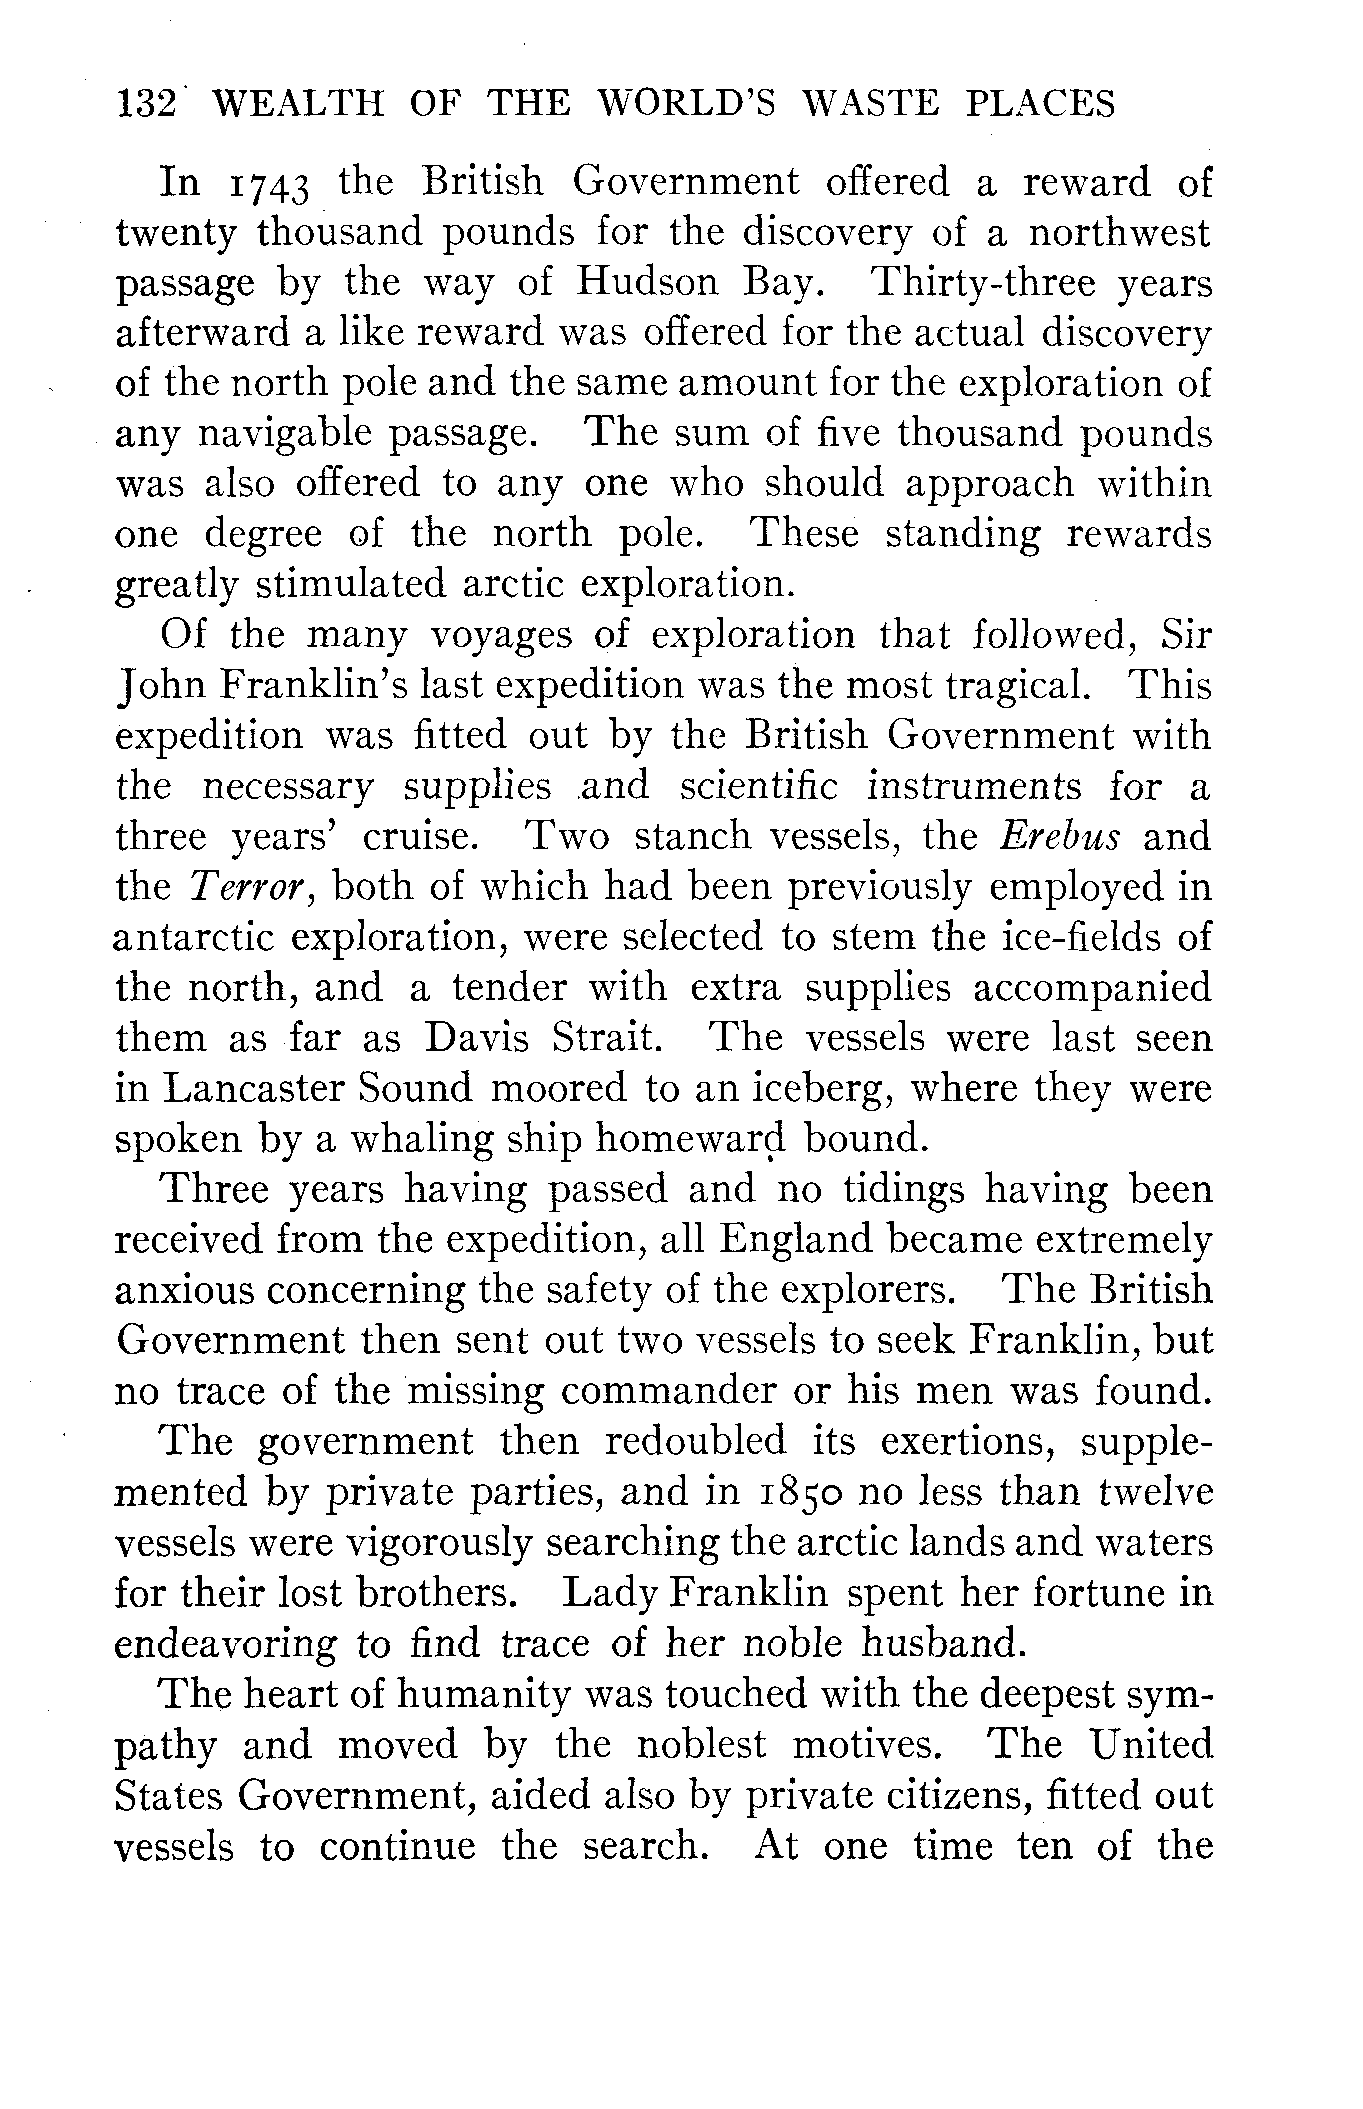 132 WEALTH OF THE WORLD'S WASTE PLACES
In 1743 the British Government offered a reward of
twenty thousand pounds for the discovery of a northwest
passage by the way of Hudson Bay. Thirty-three years
afterward a like reward was offered for the actual discovery
of the north pole and the same amount for the exploration of
any navigable passage. The sum of five thousand pounds
was also offered to any one who should approach within
one degree of the north pole. These standing rewards
greatly stimulated arctic exploration.
Of the many voyages of exploration that followed, Sir
John Franklin's last expedition was the most tragical. This
expedition was fitted out by the British Government with
the necessary supplies and scientific instruments for a
three years' cruise. Two stanch vessels, the Erebus and
the Terror, both of which had been previously employed in
antarctic exploration, were selected to stem the ice-fields of
the north, and a tender with extra supplies accompanied
them as far as Davis Strait. The vessels were last seen
in Lancaster Sound moored to an iceberg, where they were
spoken by a whaling ship homeward bound.
Three years having passed and no tidings having been
received from the expedition, all England became extremely
anxious concerning the safety of the explorers. The British
Government then sent out two vessels to seek Franklin, but
no trace of the missing commander or his men was found.
The government then redoubled its exertions, supple-
mented by private parties, and in 1850 no less than twelve
vessels were vigorously searching the arctic lands and waters
for their lost brothers. Lady Franklin spent her fortune in
endeavoring to find trace of her noble husband.
The heart of humanity was touched with the deepest sym-
pathy and moved by the noblest motives. The United
States Government, aided also by private citizens, fitted out
vessels to continue the search. At one time ten of the